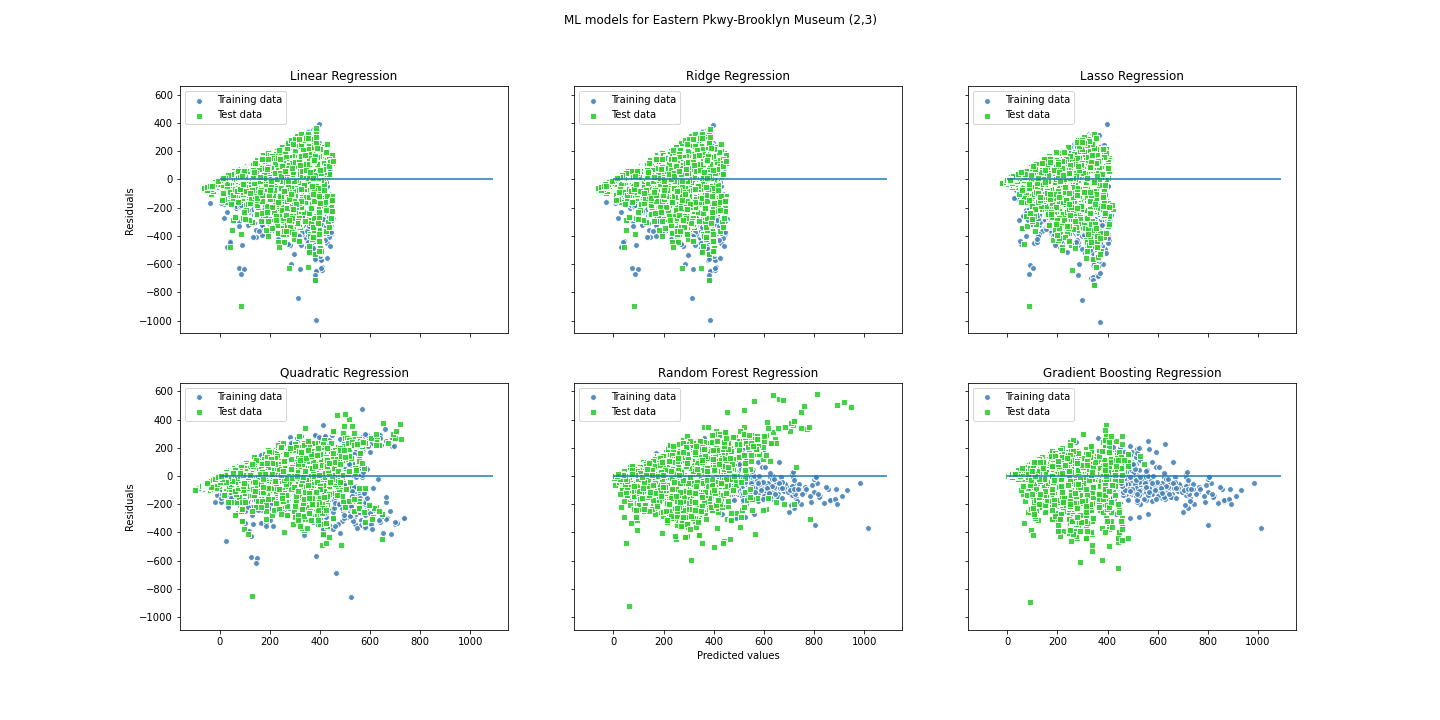 ML models for Eastern Pkwy-Brooklyn Museum (2,3)
Linear Regression
Ridge Regression
Lasso Regression
Training data
Test data
Training data
Test data
Training data
Test data
600
400
200
0
−200
−400
−600
−800
−1000
Residuals
Quadratic Regression
Random Forest Regression
Gradient Boosting Regression
Training data
Test data
Training data
Test data
Training data
Test data
600
400
200
0
−200
−400
−600
−800
−1000
Residuals
0 200 400 600 800 1000
0 200 400 600 800 1000
0 200 400 600 800 1000
Predicted values